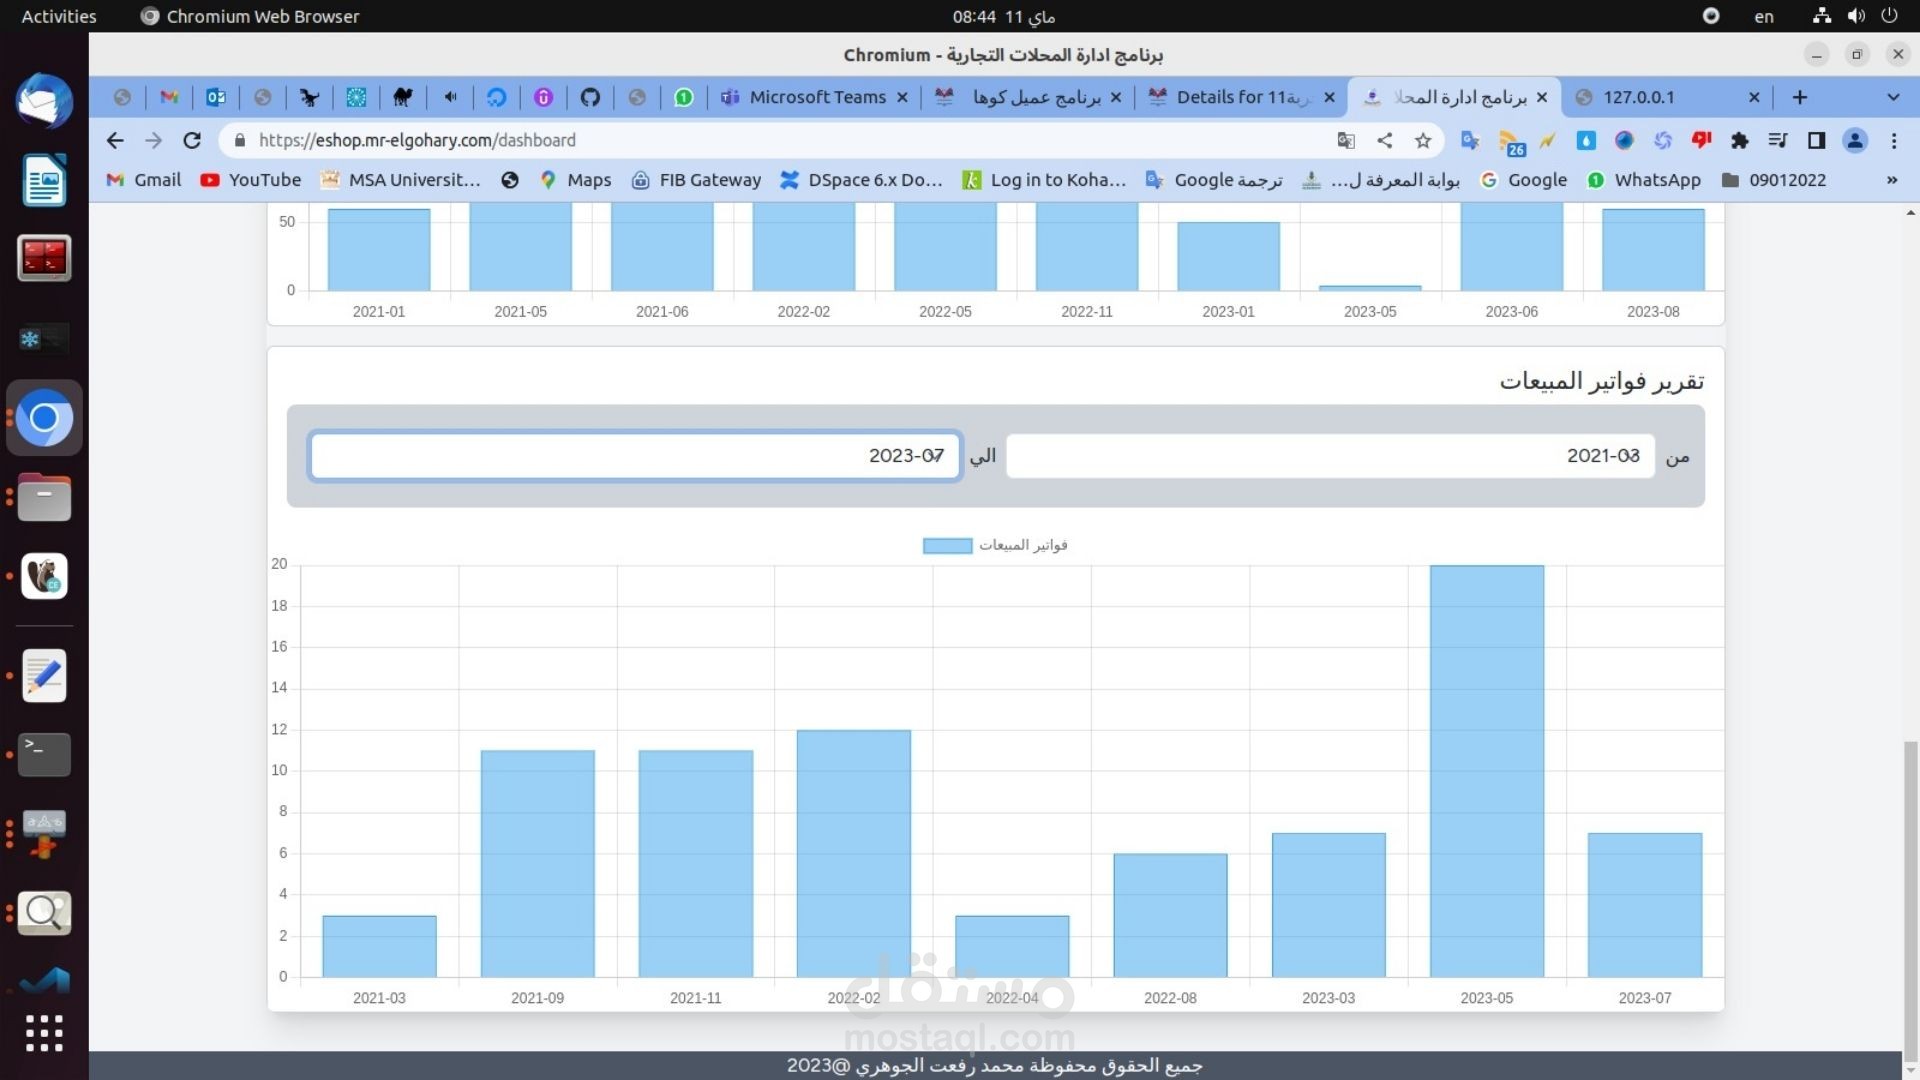 Activities
Chromium Web Browser
ماي 11 08:44
en
برنامج ادارة المحلات التجارية - Chromium
Microsoft Teams
برنامج عميل كوها
Details for 11
برنامج ادارة المحلا
127.0.0.1
https://eshop.mr-elgohary.com/dashboard
26
Gmail
YouTube
MSA Universit...
Maps
FIB Gateway
DSpace 6.x Do...
Log in to Koha...
ترجمة Google
بوابة المعرفة ل...
Google
WhatsApp
09012022
»
50
0
2021-01 2021-05 2021-06 2022-02 2022-05 2022-11 2023-01 2023-05 2023-06 2023-08
تقرير فواتير المبيعات
من 2021-03 الي 2023-07
فواتير المبيعات
20
18
16
14
12
10
8
6
4
2
0
2021-03 2021-09 2021-11 2022-02 2022-04 2022-08 2023-03 2023-05 2023-07
مستقل
mostaql.com
جميع الحقوق محفوظة محمد رفعت الجوهري @2023